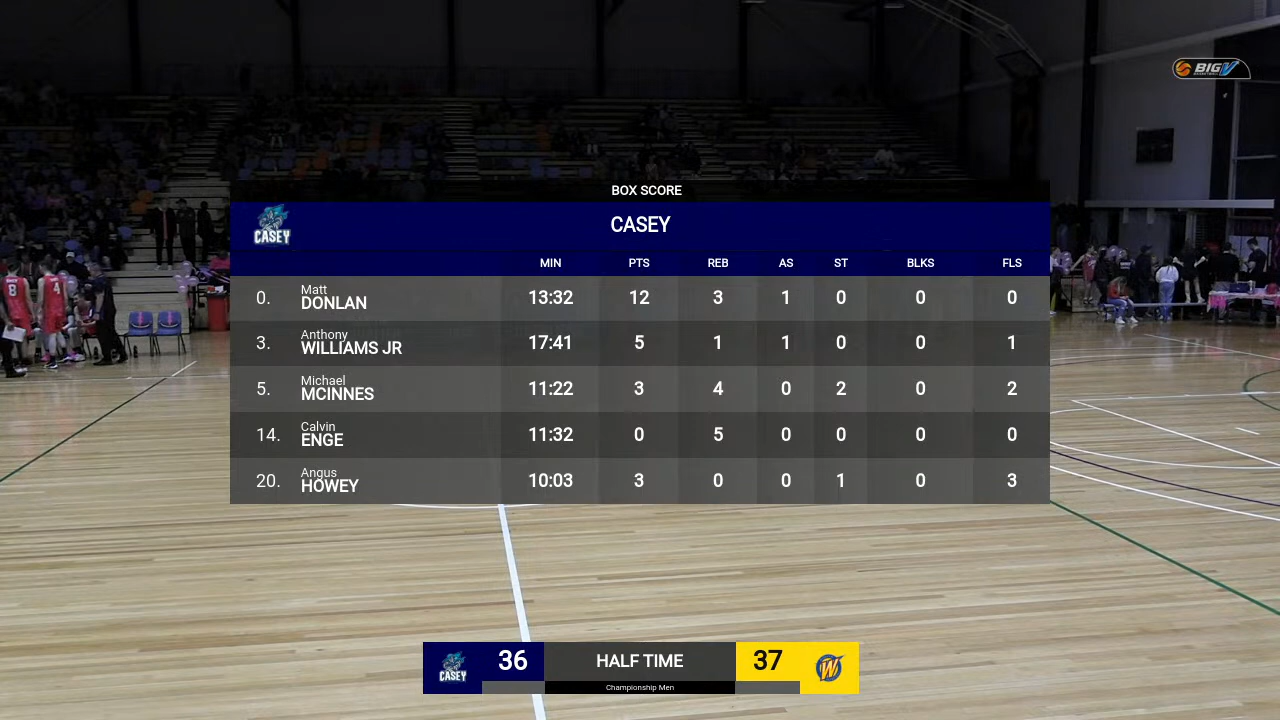 BIG V
BOX SCORE
CASEY
CASEY
MIN PTS REB AS ST BLKS FLS
0. Matt DONLAN 13:32 12 3 1 0 0 0
3. Anthony WILLIAMS JR 17:41 5 1 1 0 0 1
5. Michael MCINNES 11:22 3 4 0 2 0 2
14. Calvin ENGE 11:32 0 5 0 0 0 0
20. Angus HOWEY 10:03 3 0 0 1 0 3
8 4
CASEY 36 HALF TIME 37 W
Championship Men